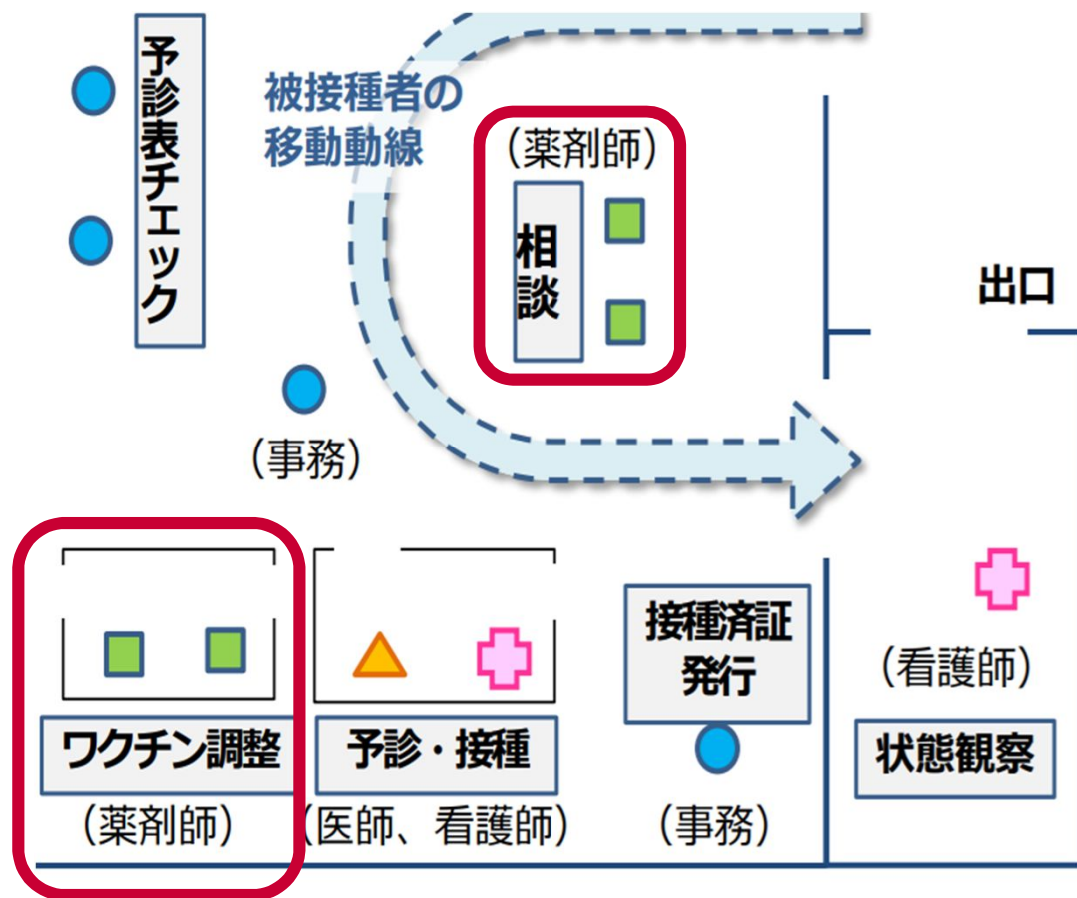 予診表チェック
被接種者の
移動動線
（薬剤師）
相談
出口
（事務）
ワクチン調整
（薬剤師）
予診・接種
（医師、看護師）
接種済証
発行
（事務）
（看護師）
状態観察